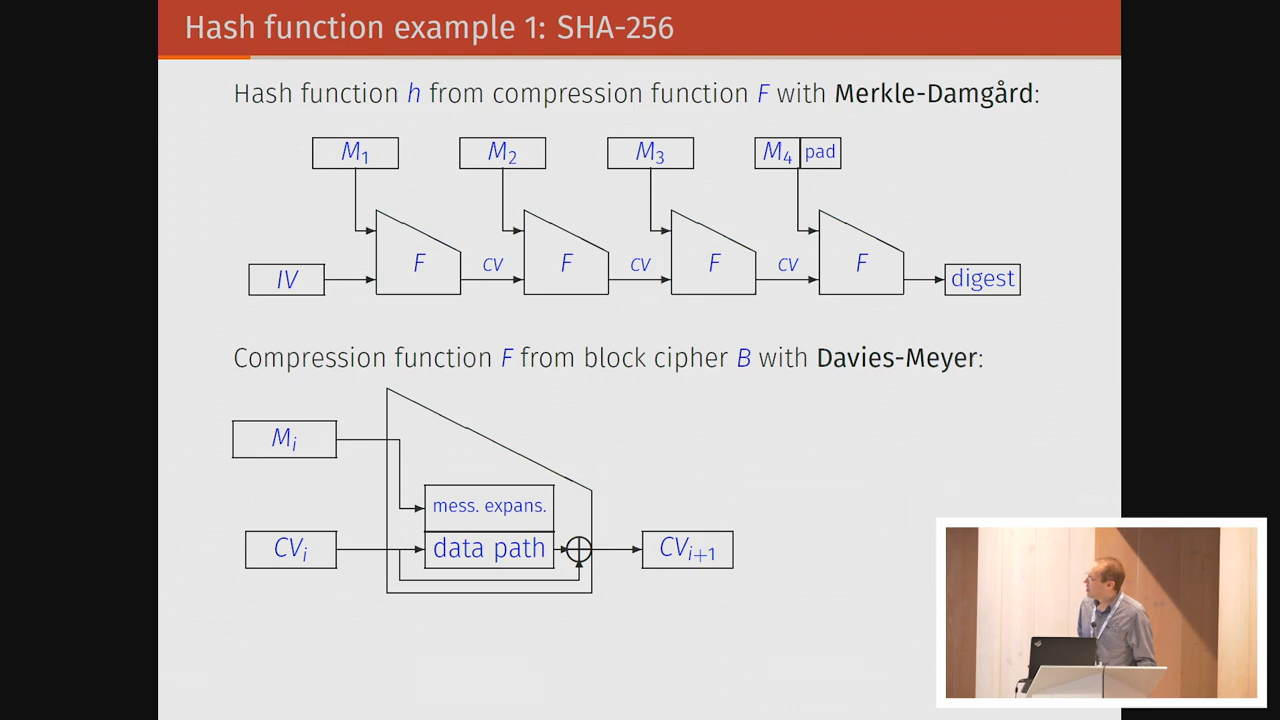 Hash function example 1: SHA-256
Hash function h from compression function F with Merkle-Damgård:
M1 M2 M3 M4 pad
F F F F
IV cv cv cv digest
Compression function F from block cipher B with Davies-Meyer:
Mi
mess. expans.
CVi data path CVi+1